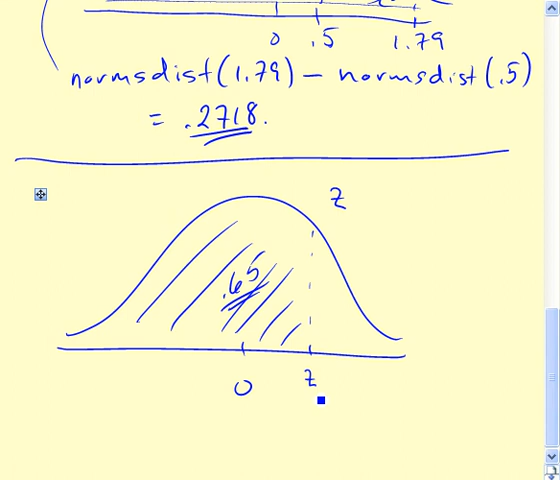 0 .5 1.79
normsdist(1.79) - normsdist(.5)
= .2718.
z
.65
0 z